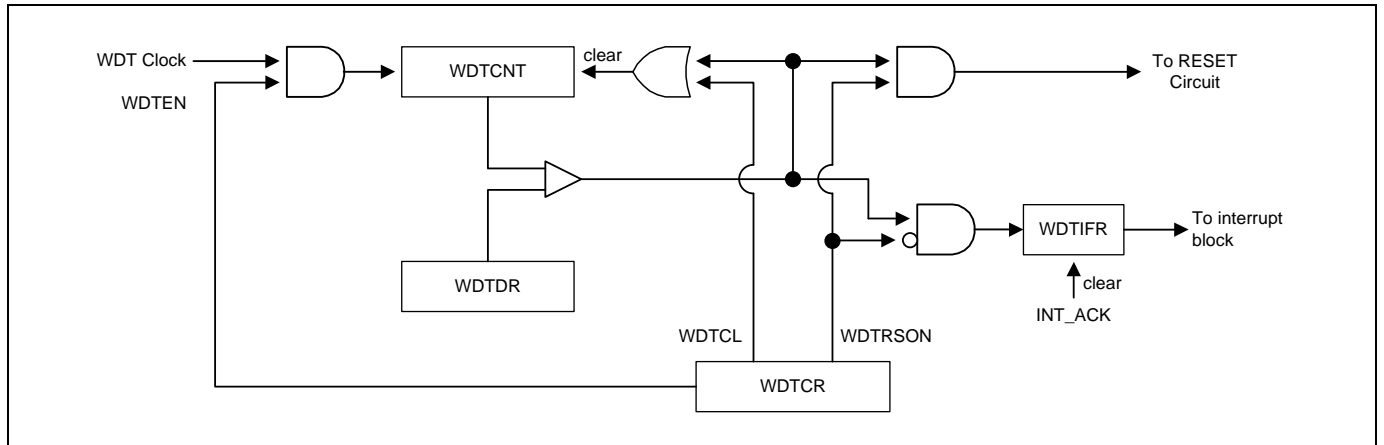 WDT Clock
WDTEN
WDTCNT
clear
To RESET
Circuit
WDTIFR
To interrupt
block
clear
INT_ACK
WDTDR
WDTCL
WDTRSON
WDTCR